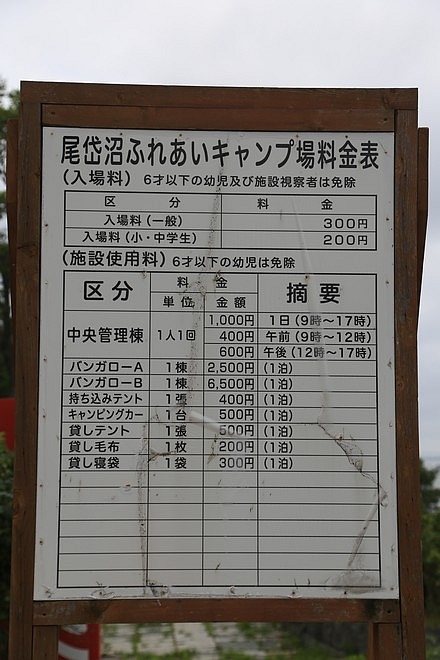 尾岱沼ふれあいキャンプ場料金表
(入場料) 6才以下の幼児及び施設視察者は免除
区 分 料 金
入場料(一般) 300円
入場料(小・中学生) 200円
(施設使用料) 6才以下の幼児は免除
区分 料 金 摘要
単位 金額
中央管理棟 1人1回 1,000円 1日(9時〜17時)
400円 午前(9時〜12時)
600円 午後(12時〜17時)
バンガローA 1棟 2,500円 (1泊)
バンガローB 1棟 6,500円 (1泊)
持ち込みテント 1張 400円 (1泊)
キャンピングカー 1台 500円 (1泊)
貸しテント 1張 600円 (1泊)
貸し毛布 1枚 200円 (1泊)
貸し寝袋 1袋 300円 (1泊)